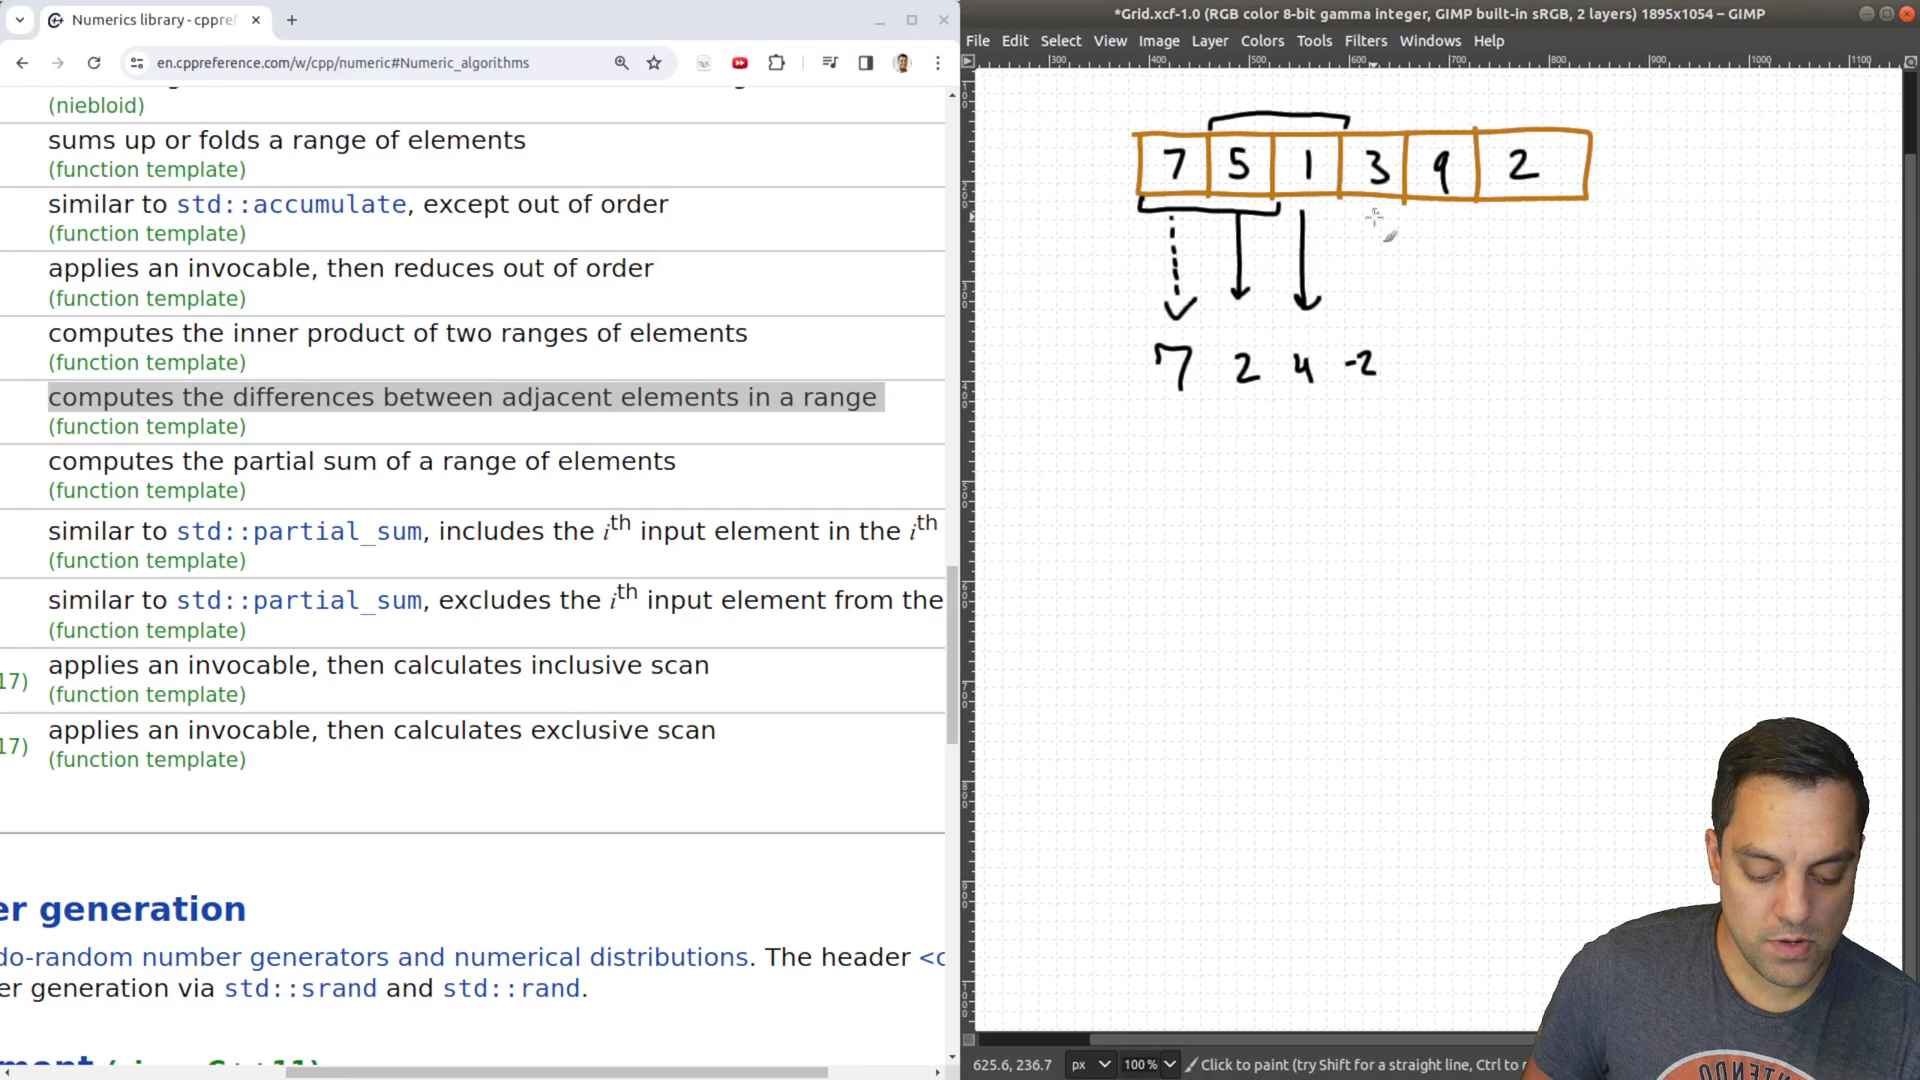 Numerics library - cppref
en.cppreference.com/w/cpp/numeric#Numeric_algorithms
(niebloid)
sums up or folds a range of elements
(function template)
similar to std::accumulate, except out of order
(function template)
applies an invocable, then reduces out of order
(function template)
computes the inner product of two ranges of elements
(function template)
computes the differences between adjacent elements in a range
(function template)
computes the partial sum of a range of elements
(function template)
similar to std::partial_sum, includes the ith input element in the ith
(function template)
similar to std::partial_sum, excludes the ith input element from the
(function template)
17) applies an invocable, then calculates inclusive scan
(function template)
17) applies an invocable, then calculates exclusive scan
(function template)
er generation
do-random number generators and numerical distributions. The header <c
er generation via std::srand and std::rand.
*Grid.xcf-1.0 (RGB color 8-bit gamma integer, GIMP built-in sRGB, 2 layers) 1895x1054 – GIMP
File Edit Select View Image Layer Colors Tools Filters Windows Help
300 400 500 600 700 800 900 1000 1100
7 5 1 3 9 2
7 2 4 -2
625.6, 236.7 px 100 % Click to paint (try Shift for a straight line, Ctrl to r